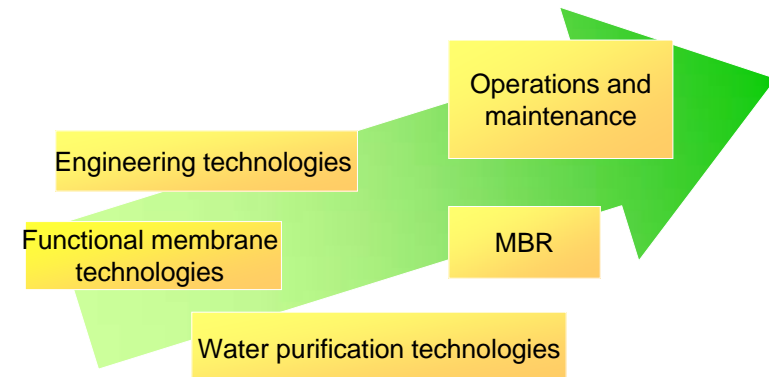 Operations and
maintenance
Engineering technologies
Functional membrane
technologies
MBR
Water purification technologies